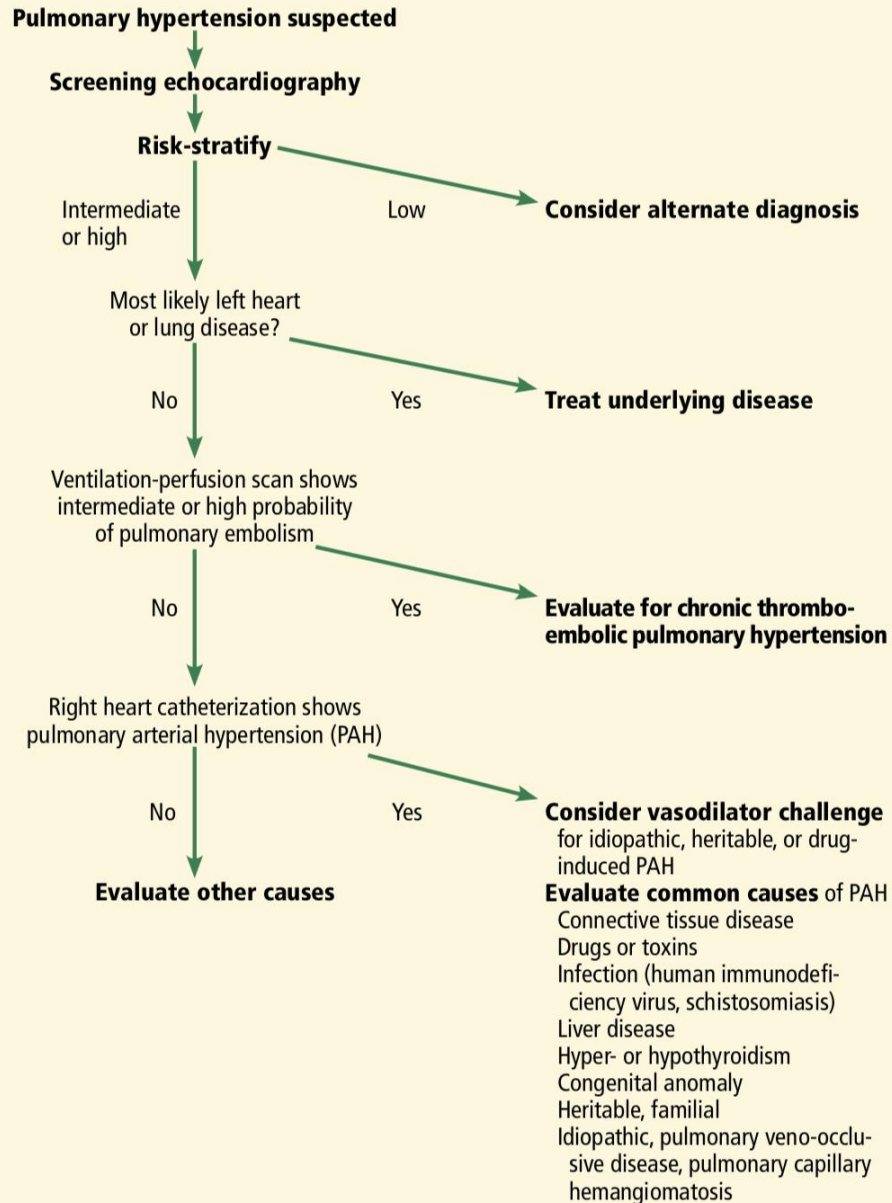 Pulmonary hypertension suspected
Screening echocardiography
Risk-stratify
Intermediate
or high
Low
Consider alternate diagnosis
Most likely left heart
or lung disease?
No
Yes
Treat underlying disease
Ventilation-perfusion scan shows
intermediate or high probability
of pulmonary embolism
No
Yes
Evaluate for chronic thrombo-
embolic pulmonary hypertension
Right heart catheterization shows
pulmonary arterial hypertension (PAH)
No
Yes
Consider vasodilator challenge
for idiopathic, heritable, or drug-
induced PAH
Evaluate common causes of PAH
Connective tissue disease
Drugs or toxins
Infection (human immunodefi-
ciency virus, schistosomiasis)
Liver disease
Hyper- or hypothyroidism
Congenital anomaly
Heritable, familial
Idiopathic, pulmonary veno-occlu-
sive disease, pulmonary capillary
hemangiomatosis
Evaluate other causes